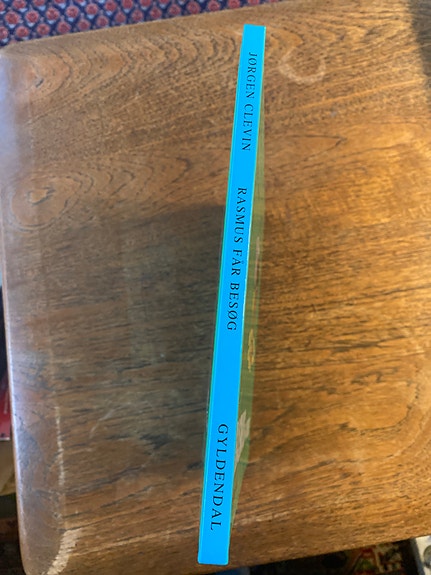 JØRGEN CLEVIN
RASMUS FÅR BESØG
GYLDENDAL